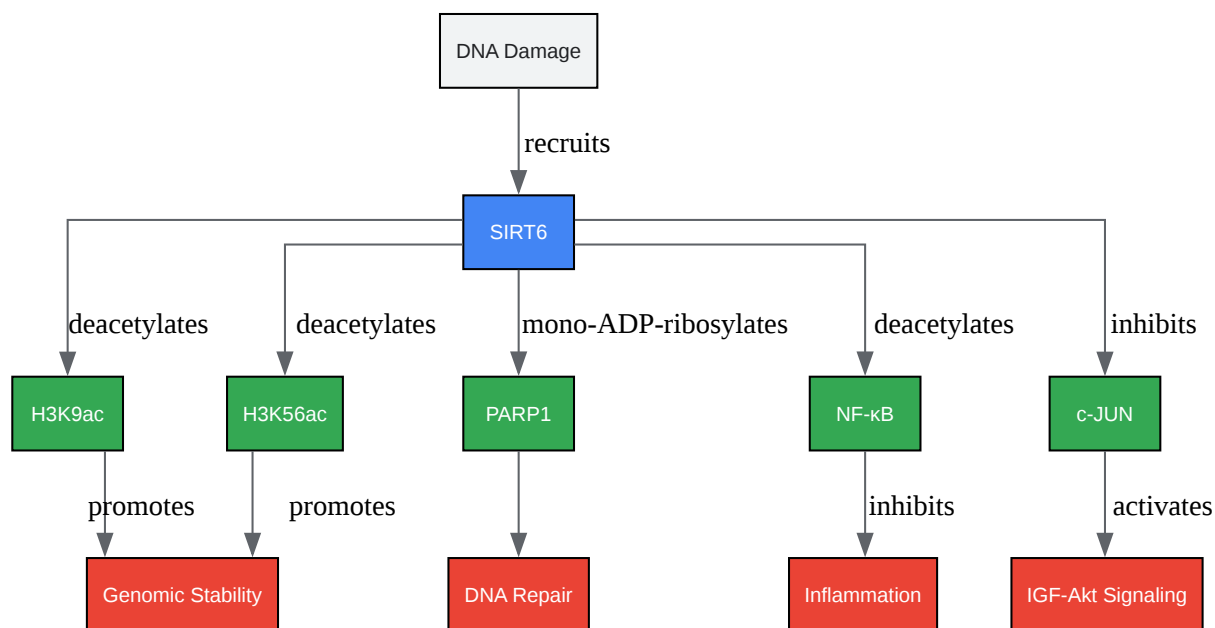 DNA Damage
recruits
SIRT6
deacetylates
deacetylates
mono-ADP-ribosylates
deacetylates
inhibits
H3K9ac
H3K56ac
PARP1
NF-κB
c-JUN
promotes
promotes
inhibits
activates
Genomic Stability
DNA Repair
Inflammation
IGF-Akt Signaling